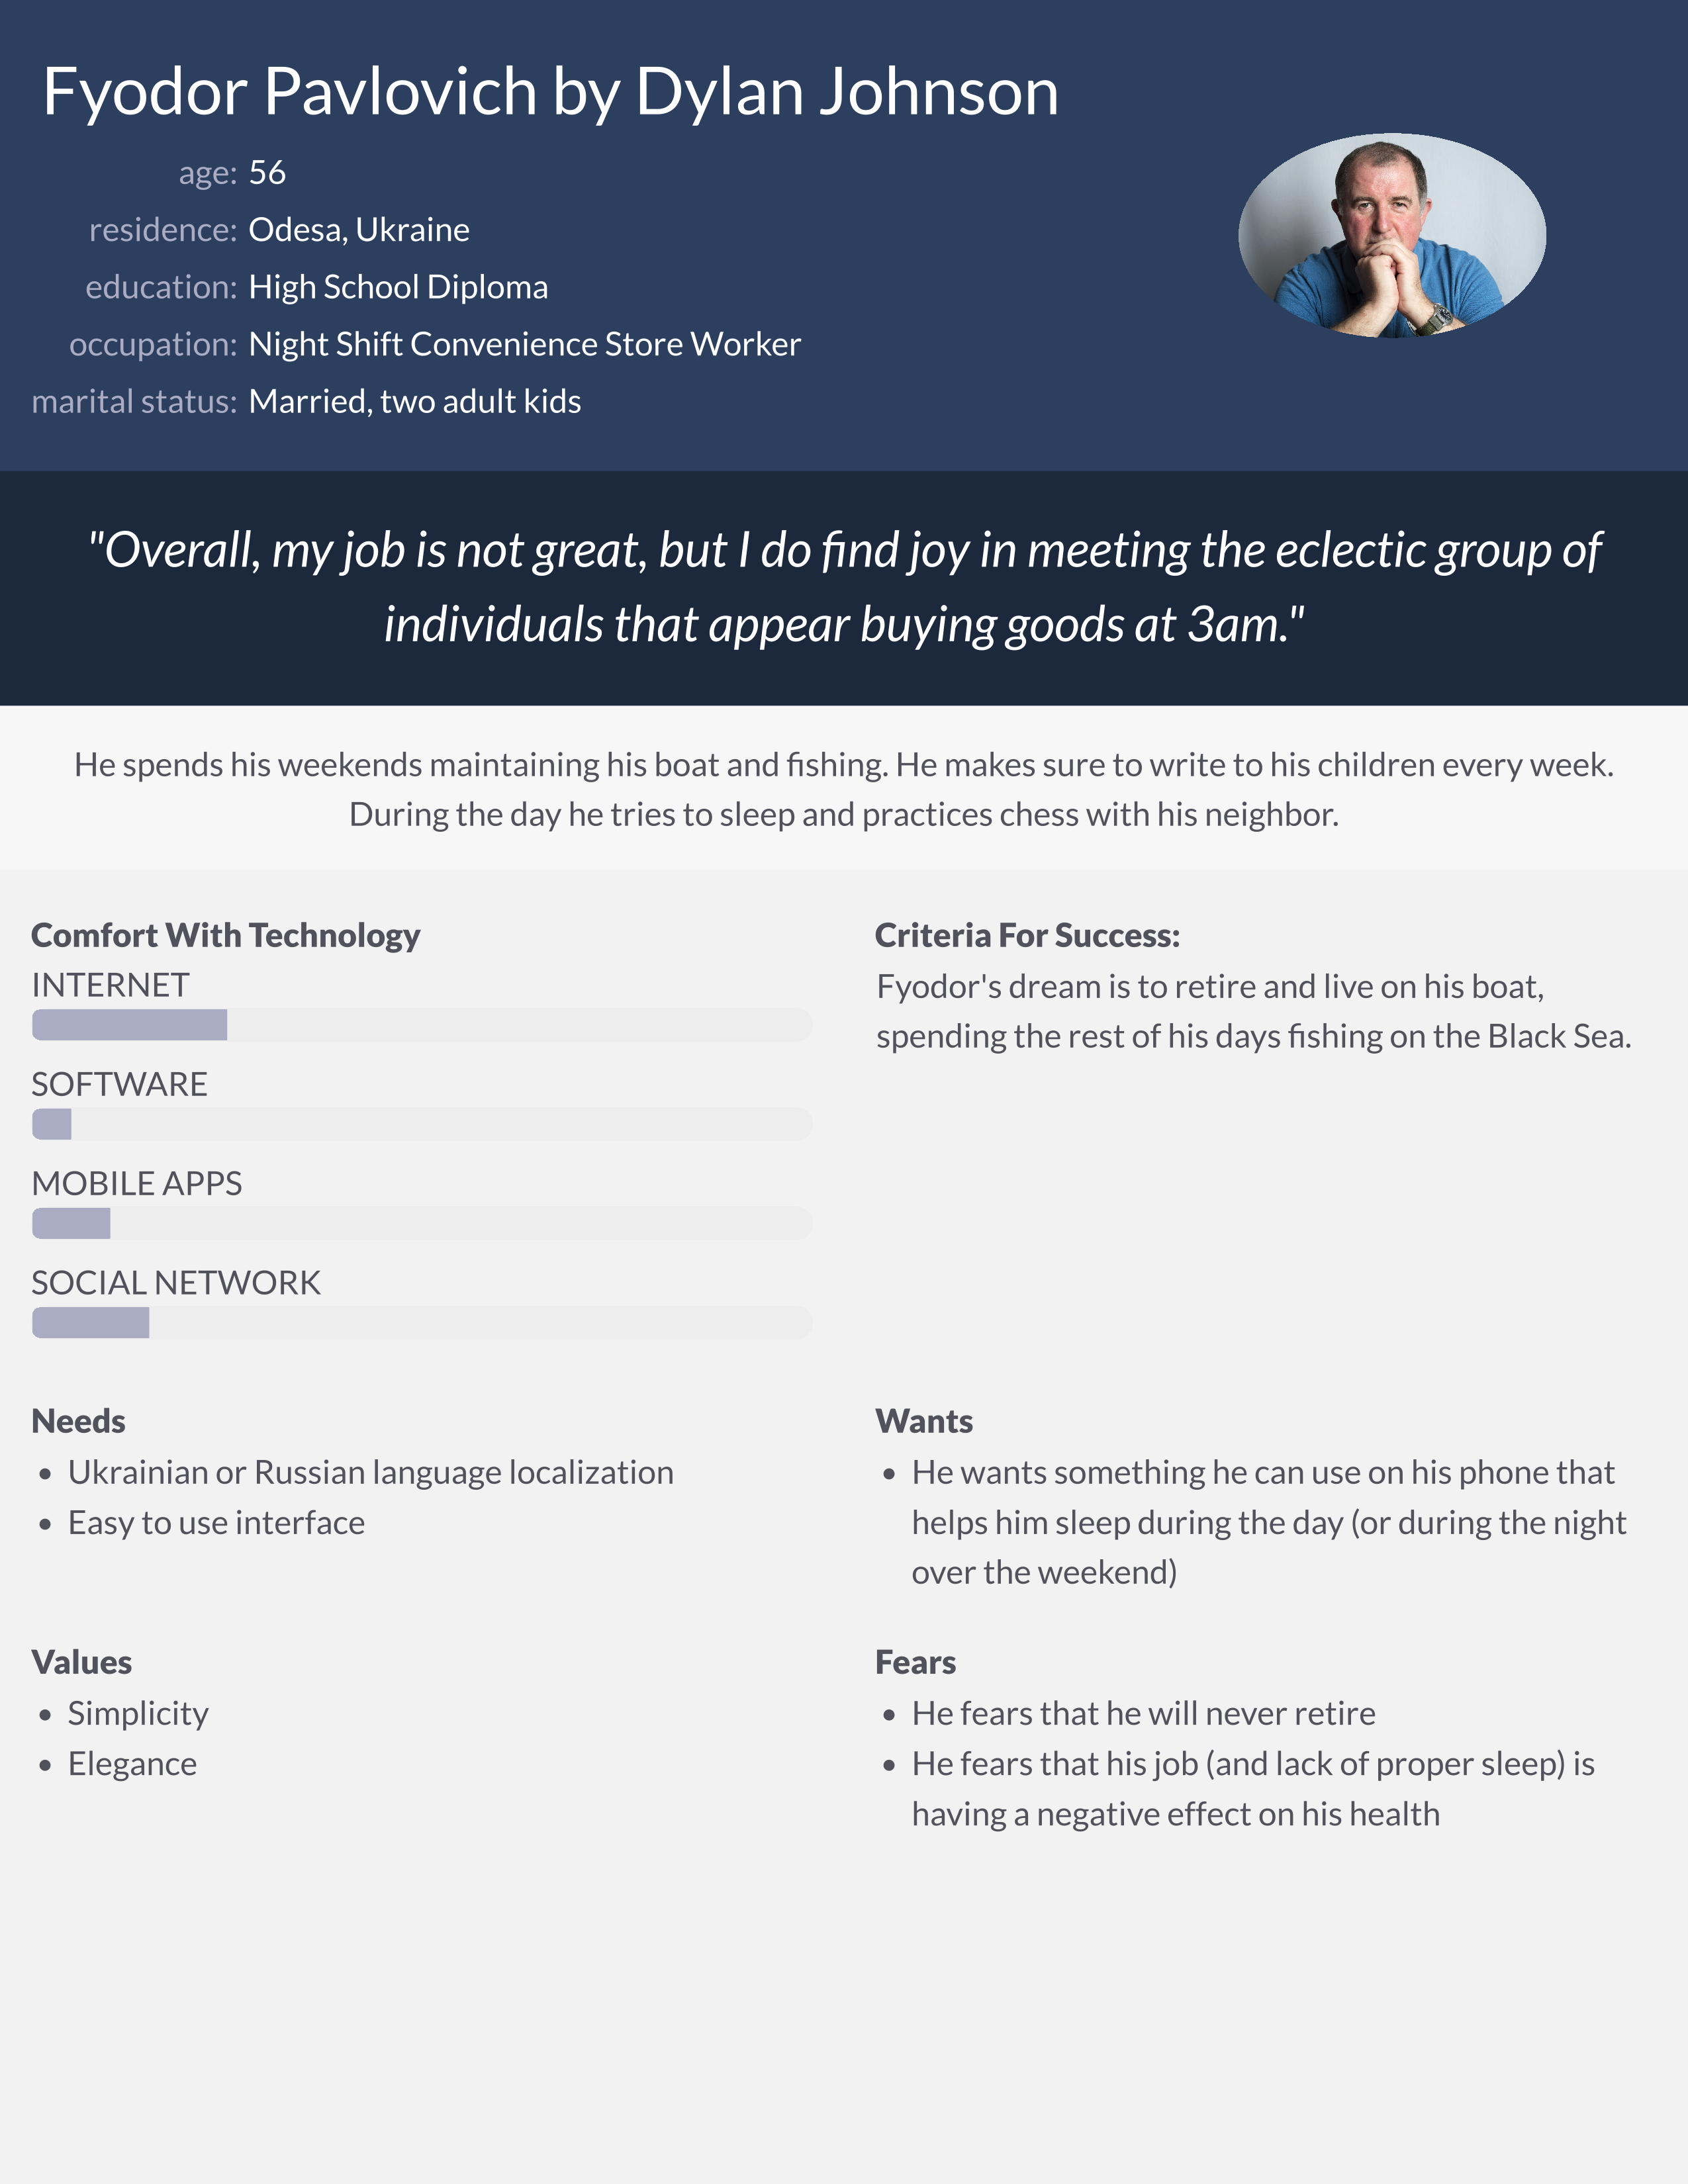 Fyodor Pavlovich by Dylan Johnson
age: 56
residence: Odesa, Ukraine
education: High School Diploma
occupation: Night Shift Convenience Store Worker
marital status: Married, two adult kids
"Overall, my job is not great, but I do find joy in meeting the eclectic group of
individuals that appear buying goods at 3am."
He spends his weekends maintaining his boat and fishing. He makes sure to write to his children every week.
During the day he tries to sleep and practices chess with his neighbor.
Comfort With Technology
INTERNET
SOFTWARE
MOBILE APPS
SOCIAL NETWORK
Criteria For Success:
Fyodor's dream is to retire and live on his boat,
spending the rest of his days fishing on the Black Sea.
Needs
• Ukrainian or Russian language localization
• Easy to use interface
Wants
• He wants something he can use on his phone that
helps him sleep during the day (or during the night
over the weekend)
Values
• Simplicity
• Elegance
Fears
• He fears that he will never retire
• He fears that his job (and lack of proper sleep) is
having a negative effect on his health